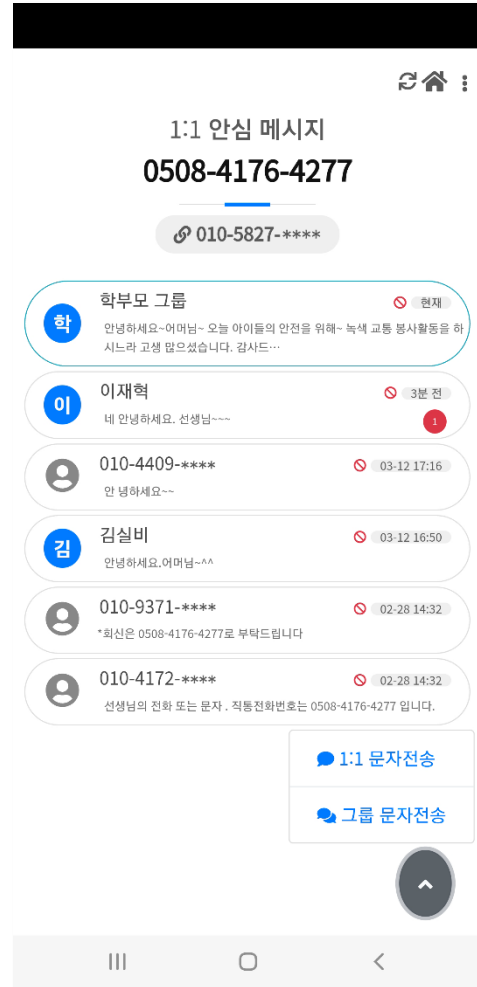 1:1 안심 메시지
0508-4176-4277
010-5827-****
학
학부모 그룹
현재
안녕하세요~어머님~ 오늘 아이들의 안전을 위해~ 녹색 교통 봉사활동을 하
시느라 고생 많으셨습니다. 감사드…
이
이재혁
3분 전
네 안녕하세요. 선생님~~~
1
010-4409-****
03-12 17:16
안 녕하세요~~
김
김실비
03-12 16:50
안녕하세요.어머님~^^
010-9371-****
02-28 14:32
*회신은 0508-4176-4277로 부탁드립니다
010-4172-****
02-28 14:32
선생님의 전화 또는 문자 . 직통전화번호는 0508-4176-4277 입니다.
1:1 문자전송
그룹 문자전송